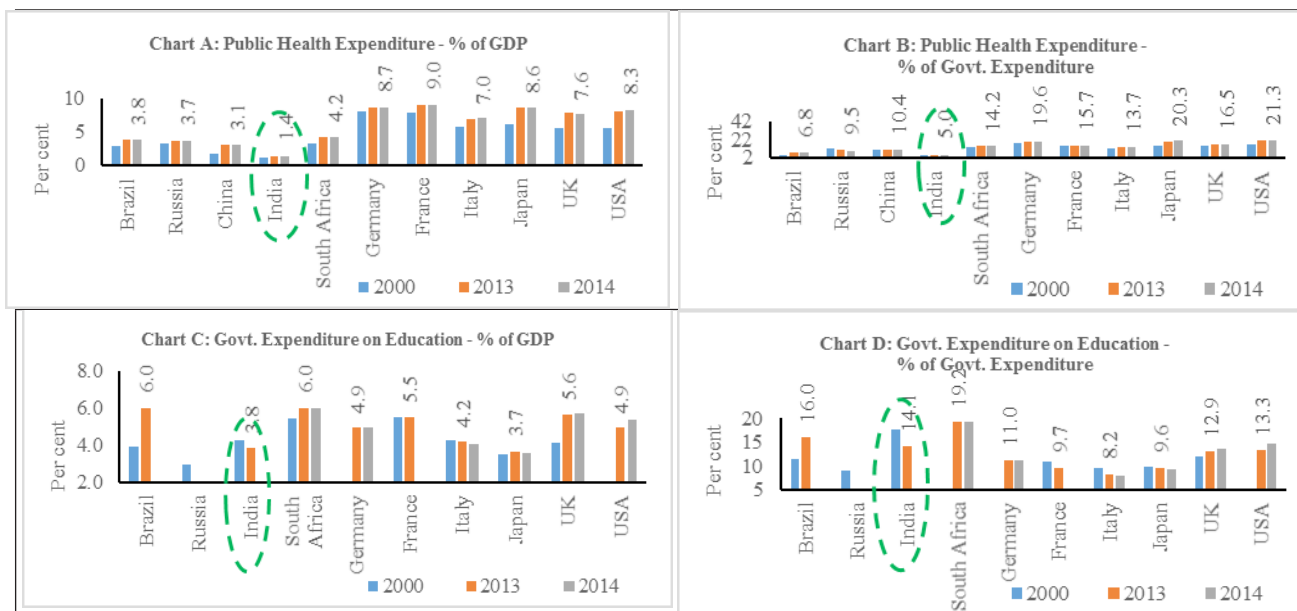 Chart A: Public Health Expenditure - % of GDP
3.8
3.7
3.1
1.4
4.2
8.7
9.0
7.0
8.6
7.6
8.3
10
5
0
Per cent
Brazil
Russia
China
India
South Africa
Germany
France
Italy
Japan
UK
USA
2000 2013 2014
Chart B: Public Health Expenditure -
% of Govt. Expenditure
6.8
9.5
10.4
5.0
14.2
19.6
15.7
13.7
20.3
16.5
21.3
42
22
2
Per cent
Brazil
Russia
China
India
South Africa
Germany
France
Italy
Japan
UK
USA
2000 2013 2014
Chart C: Govt. Expenditure on Education - % of GDP
6.0
3.8
6.0
4.9
5.5
4.2
3.7
5.6
4.9
8.0
6.0
4.0
2.0
Per cent
Brazil
Russia
India
South
Africa
Germany
France
Italy
Japan
UK
USA
2000 2013 2014
Chart D: Govt. Expenditure on Education -
% of Govt. Expenditure
16.0
14.1
19.2
11.0
9.7
8.2
9.6
12.9
13.3
20
15
10
5
Per cent
Brazil
Russia
India
South Africa
Germany
France
Italy
Japan
UK
USA
2000 2013 2014